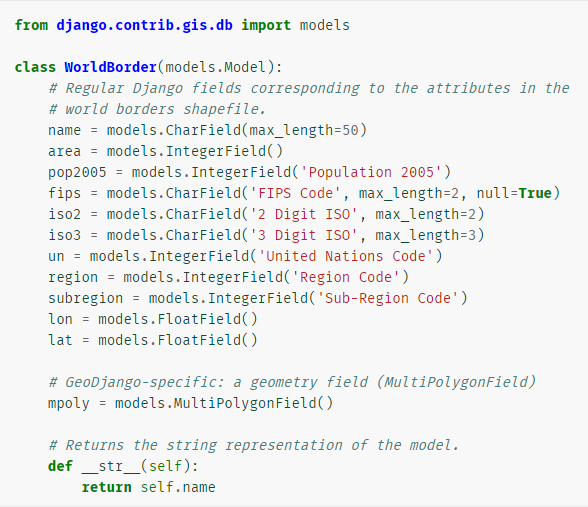 from django.contrib.gis.db import models

class WorldBorder(models.Model):
    # Regular Django fields corresponding to the attributes in the
    # world borders shapefile.
    name = models.CharField(max_length=50)
    area = models.IntegerField()
    pop2005 = models.IntegerField('Population 2005')
    fips = models.CharField('FIPS Code', max_length=2, null=True)
    iso2 = models.CharField('2 Digit ISO', max_length=2)
    iso3 = models.CharField('3 Digit ISO', max_length=3)
    un = models.IntegerField('United Nations Code')
    region = models.IntegerField('Region Code')
    subregion = models.IntegerField('Sub-Region Code')
    lon = models.FloatField()
    lat = models.FloatField()

    # GeoDjango-specific: a geometry field (MultiPolygonField)
    mpoly = models.MultiPolygonField()

    # Returns the string representation of the model.
    def __str__(self):
        return self.name